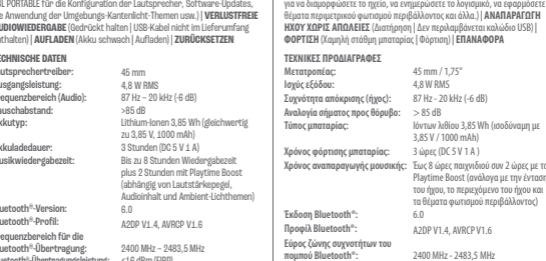 PORTABLE für die Konfiguration der Lautsprecher, Software-Updates,
Anwendung der Umgebungs-Kantenlicht-Themen usw.) | VERLUSTFREIE
AUDIOWIEDERGABE (Gedrückt halten | USB-Kabel nicht im Lieferumfang
enthalten) | AUFLADEN (Akku schwach | Aufladen) | ZURÜCKSETZEN
TECHNISCHE DATEN
Lautsprechertreiber: 45 mm
Ausgangsleistung: 4,8 W RMS
Frequenzbereich (Audio): 87 Hz – 20 kHz (-6 dB)
Rauschabstand: >85 dB
Akkutyp: Lithium-Ionen 3,85 Wh (gleichwertig
zu 3,85 V, 1000 mAh)
Akkuladedauer: 3 Stunden (DC 5 V 1 A)
Musikwiedergabezeit: Bis zu 8 Stunden Wiedergabezeit
plus 2 Stunden mit Playtime Boost
(abhängig von Lautstärkepegel,
Audioinhalt und Ambient-Lichtthemen)
Bluetooth®-Version: 6.0
Bluetooth®-Profil: A2DP V1.4, AVRCP V1.6
Frequenzbereich für die
Bluetooth®-Übertragung: 2400 MHz – 2483,5 MHz
Bluetooth®-Übertragungsleistung: ≤16 dBm (EIRP)
για να διαμορφώσετε το ηχείο, να ενημερώσετε το λογισμικό, να εφαρμόσετε
θέματα περιμετρικού φωτισμού περιβάλλοντος και άλλα.) | ΑΝΑΠΑΡΑΓΩΓΗ
ΗΧΟΥ ΧΩΡΙΣ ΑΠΩΛΕΙΕΣ (Διατήρηση | Δεν περιλαμβάνεται καλώδιο USB) |
ΦΟΡΤΙΣΗ (Χαμηλή στάθμη μπαταρίας | Φόρτιση) | ΕΠΑΝΑΦΟΡΑ
ΤΕΧΝΙΚΕΣ ΠΡΟΔΙΑΓΡΑΦΕΣ
Μετατροπέας: 45 mm / 1,75"
Ισχύς εξόδου: 4,8 W RMS
Συχνότητα απόκρισης (ήχος): 87 Hz - 20 kHz (-6 dB)
Αναλογία σήματος προς θόρυβο: > 85 dB
Τύπος μπαταρίας: Ιόντων λιθίου 3,85 Wh (ισοδύναμη με
3,85 V / 1000 mAh)
Χρόνος φόρτισης μπαταρίας: 3 ώρες (DC 5 V 1 A )
Χρόνος αναπαραγωγής μουσικής: Έως 8 ώρες παιχνιδιού συν 2 ώρες με το
Playtime Boost (ανάλογα με την ένταση
του ήχου, το περιεχόμενο του ήχου και
τα θέματα φωτισμού περιβάλλοντος)
Έκδοση Bluetooth®: 6.0
Προφίλ Bluetooth®: A2DP V1.4, AVRCP V1.6
Εύρος ζώνης συχνοτήτων του
πομπού Bluetooth®: 2400 MHz - 2483,5 MHz